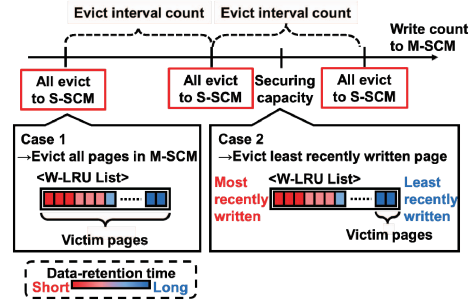 Evict interval count Evict interval count
Write count
to M-SCM
All evict
to S-SCM
All evict
to S-SCM
Securing
capacity
All evict
to S-SCM
Case 1
→Evict all pages in M-SCM
<W-LRU List>
Victim pages
Case 2
→Evict least recently written page
<W-LRU List>
Most
recently
written
Least
recently
written
Victim pages
Data-retention time
Short Long